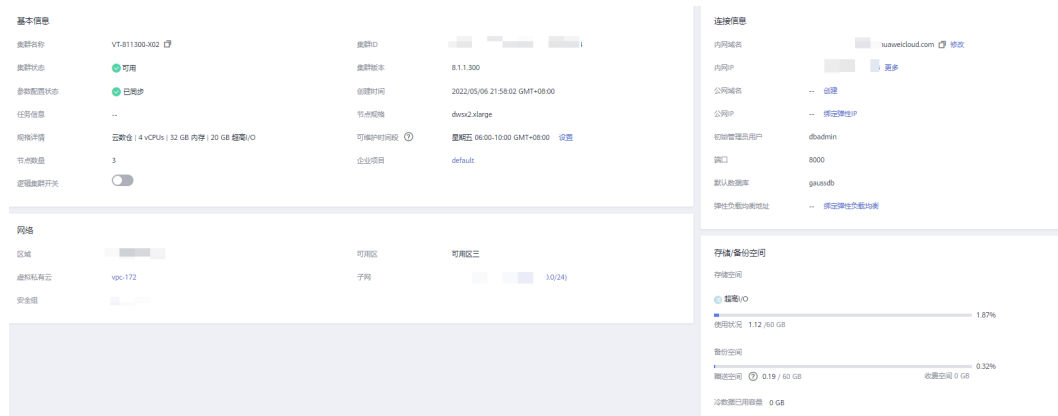 基本信息
集群名称 VT-811300-X02 集群ID
集群状态 可用 集群版本 8.1.1.300
参数配置状态 已同步 创建时间 2022/05/06 21:58:02 GMT+08:00
任务信息 -- 节点规格 dwsx2.xlarge
规格详情 云数仓 | 4 vCPUs | 32 GB 内存 | 20 GB 超高I/O 可维护时间段 星期五 06:00-10:00 GMT+08:00 设置
节点数量 3 企业项目 default
逻辑集群开关
网络
区域 可用区 可用区三
虚拟私有云 vpc-172 子网 0.0/24)
安全组
连接信息
内网域名 uaweicloud.com 修改
内网IP 更多
公网域名 -- 创建
公网IP -- 绑定弹性IP
初始管理员用户 dbadmin
端口 8000
默认数据库 gaussdb
弹性负载均衡地址 -- 绑定弹性负载均衡
存储/备份空间
存储空间
超高I/O
1.87%
使用状况 1.12 /60 GB
备份空间
0.32%
赠送空间 0.19 / 60 GB 收费空间 0 GB
冷数据已用容量 0 GB